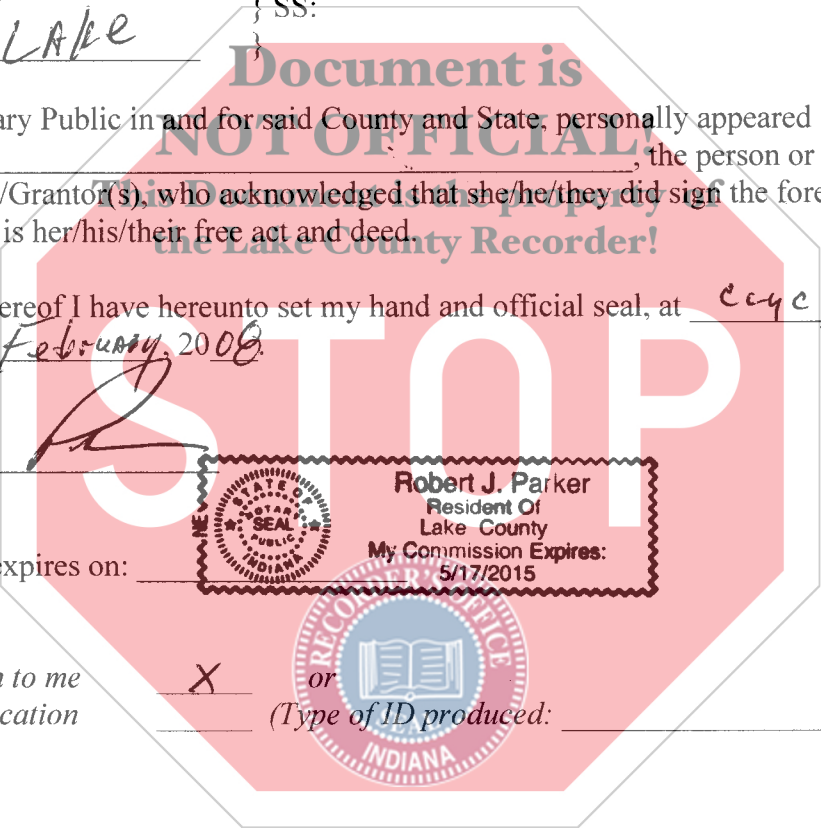 LAKE } SS:
}
Document is
ary Public in and for said County and State, personally appeared
NOT OFFICIAL!
, the person or
/Grantor(s), who acknowledged that she/he/they did sign the fore
This Document is the property of
is her/his/their free act and deed.
the Lake County Recorder!
ereof I have hereunto set my hand and official seal, at
February, 2008.
STOP
Robert J. Parker
Resident Of
Lake County
My Commission Expires:
5/17/2015
STATE OF INDIANA
NOTARY PUBLIC
SEAL
NE
expires on:
RECORDER'S OFFICE
n to me X or
cation (Type of ID produced:
SEAL
INDIANA